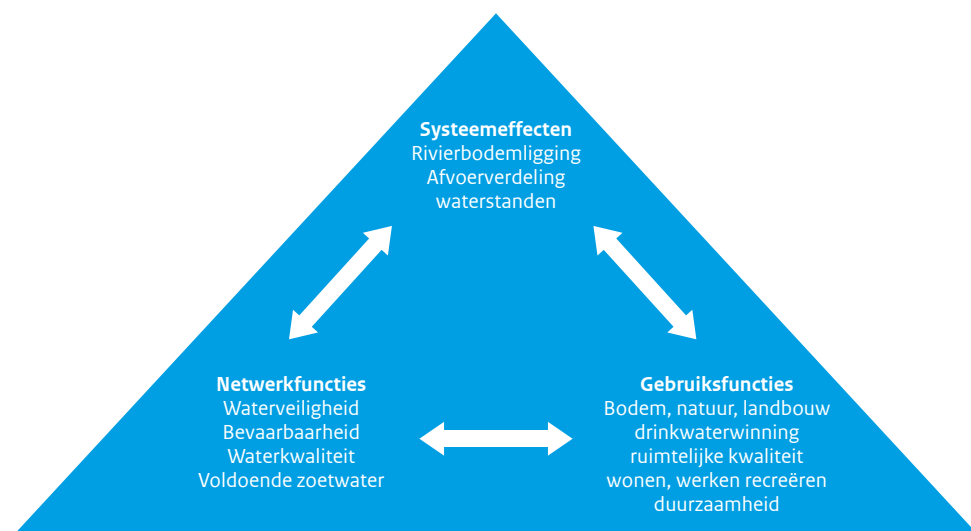 Systeemeffecten
Rivierbodemligging
Afvoerverdeling
waterstanden
Netwerkfuncties
Waterveiligheid
Bevaarbaarheid
Waterkwaliteit
Voldoende zoetwater
Gebruiksfuncties
Bodem, natuur, landbouw
drinkwaterwinning
ruimtelijke kwaliteit
wonen, werken recreëren
duurzaamheid